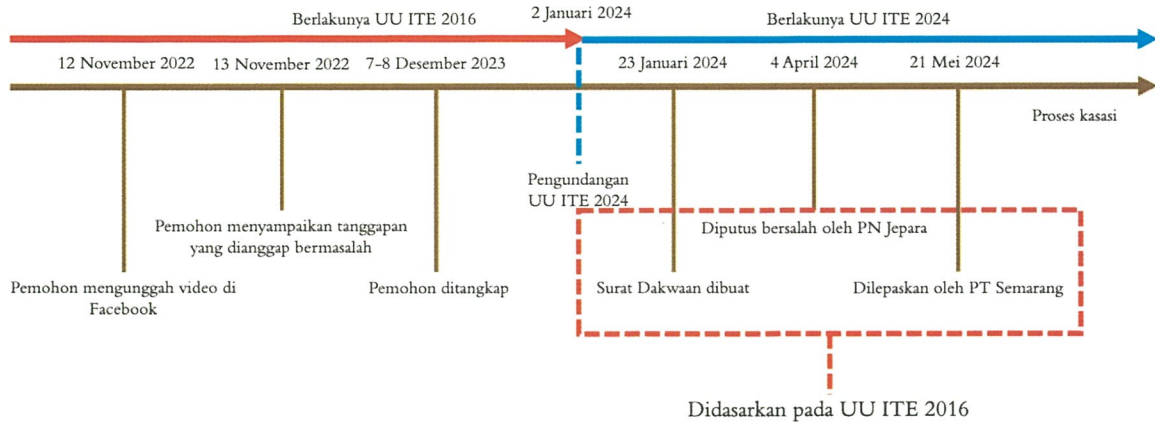 Berlakunya UU ITE 2016
2 Januari 2024
Berlakunya UU ITE 2024
12 November 2022
13 November 2022
7-8 Desember 2023
23 Januari 2024
4 April 2024
21 Mei 2024
Proses kasasi
Pengundangan
UU ITE 2024
Pemohon menyampaikan tanggapan
yang dianggap bermasalah
Diputus bersalah oleh PN Jepara
Pemohon mengunggah video di
Facebook
Pemohon ditangkap
Surat Dakwaan dibuat
Dilepaskan oleh PT Semarang
Didasarkan pada UU ITE 2016